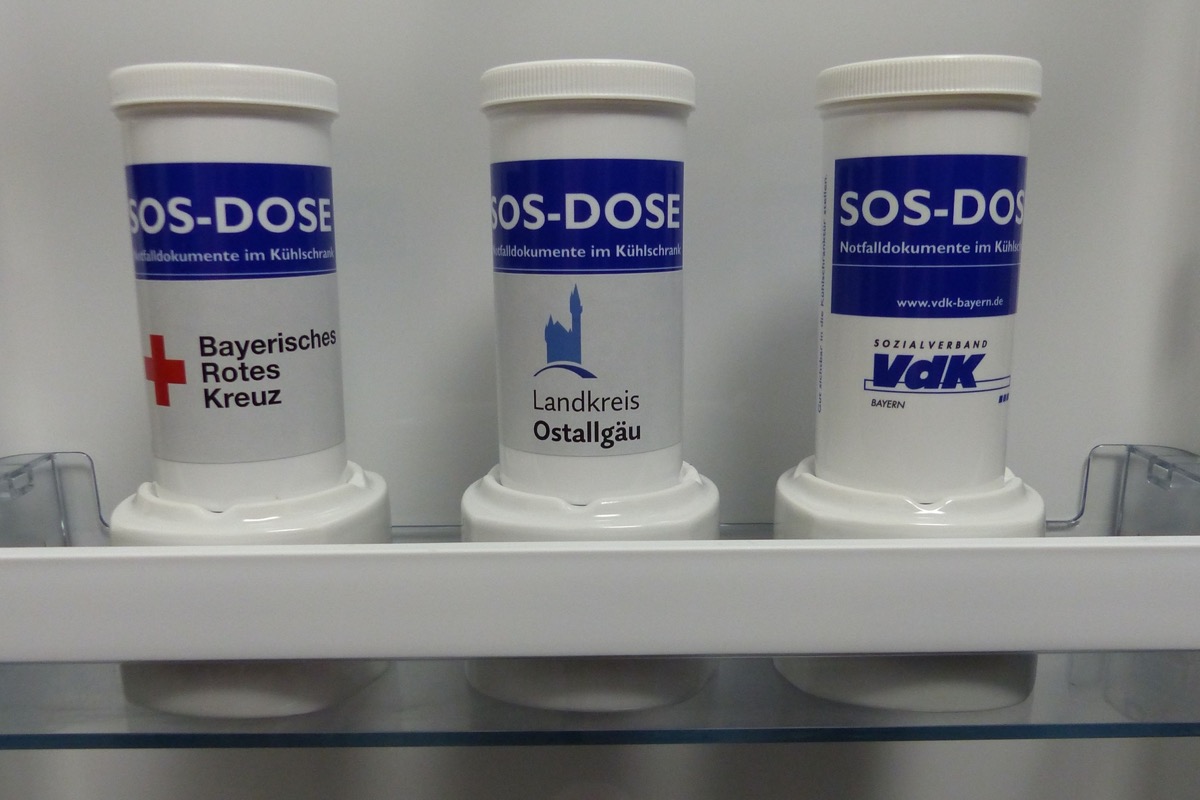 SOS-DOSE
Notfalldokumente im Kühlschrank
Bayerisches
Rotes
Kreuz
SOS-DOSE
Notfalldokumente im Kühlschrank
Landkreis
Ostallgäu
SOS-DOS
Notfalldokumente im Kühlsch
www.vdk-bayern.de
SOZIALVERBAND
VdK
BAYERN